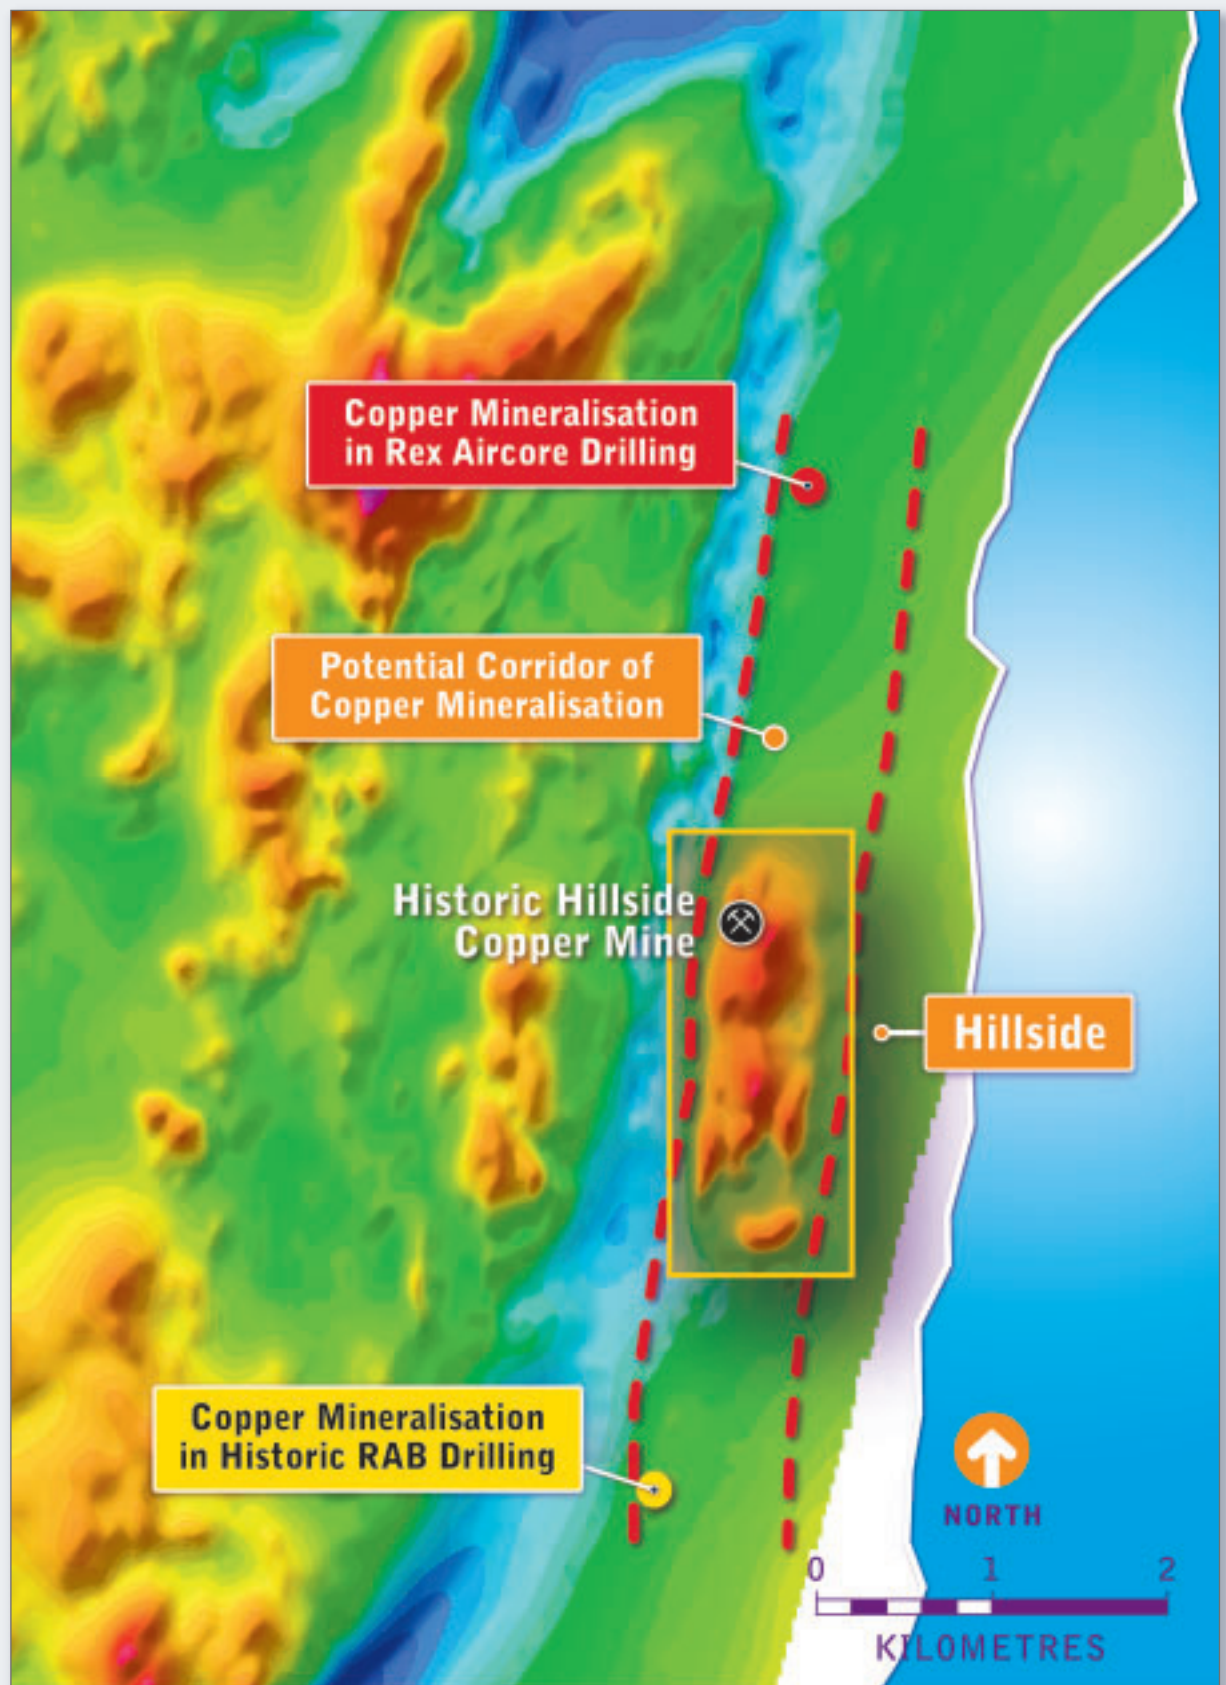 Copper Mineralisation
in Rex Aircore Drilling
Potential Corridor of
Copper Mineralisation
Historic Hillside
Copper Mine
Hillside
Copper Mineralisation
in Historic RAB Drilling
NORTH
0 1 2
KILOMETRES